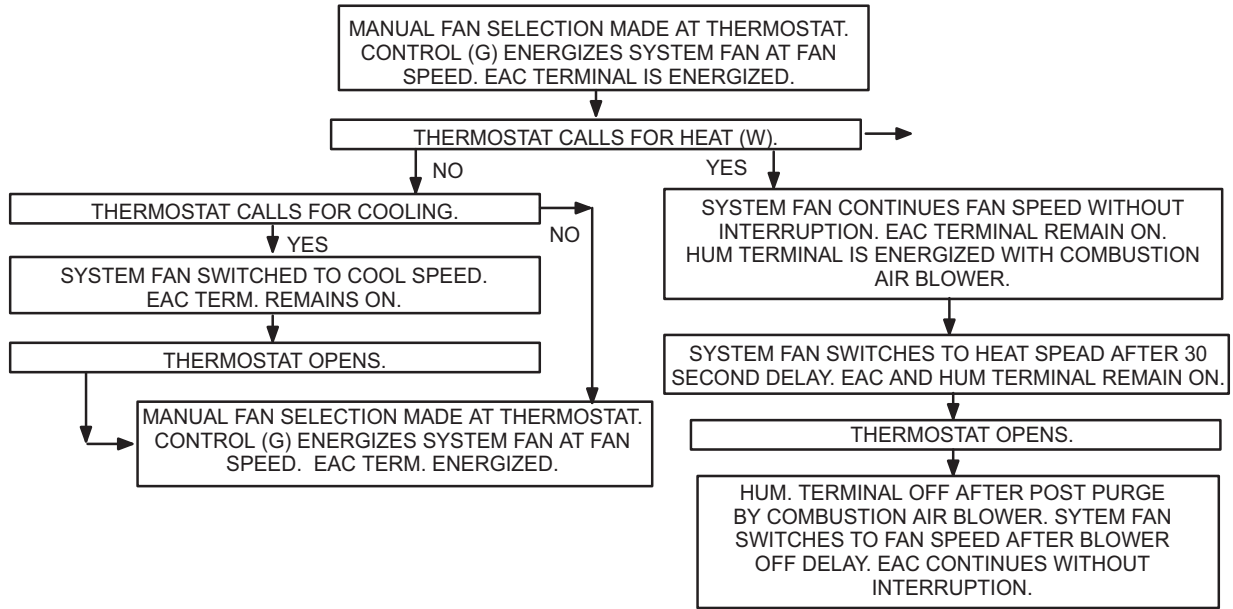 MANUAL FAN SELECTION MADE AT THERMOSTAT.
CONTROL (G) ENERGIZES SYSTEM FAN AT FAN
SPEED. EAC TERMINAL IS ENERGIZED.
THERMOSTAT CALLS FOR HEAT (W).
NO
YES
THERMOSTAT CALLS FOR COOLING.
NO
YES
SYSTEM FAN SWITCHED TO COOL SPEED.
EAC TERM. REMAINS ON.
THERMOSTAT OPENS.
MANUAL FAN SELECTION MADE AT THERMOSTAT.
CONTROL (G) ENERGIZES SYSTEM FAN AT FAN
SPEED. EAC TERM. ENERGIZED.
SYSTEM FAN CONTINUES FAN SPEED WITHOUT
INTERRUPTION. EAC TERMINAL REMAIN ON.
HUM TERMINAL IS ENERGIZED WITH COMBUSTION
AIR BLOWER.
SYSTEM FAN SWITCHES TO HEAT SPEAD AFTER 30
SECOND DELAY. EAC AND HUM TERMINAL REMAIN ON.
THERMOSTAT OPENS.
HUM. TERMINAL OFF AFTER POST PURGE
BY COMBUSTION AIR BLOWER. SYTEM FAN
SWITCHES TO FAN SPEED AFTER BLOWER
OFF DELAY. EAC CONTINUES WITHOUT
INTERRUPTION.